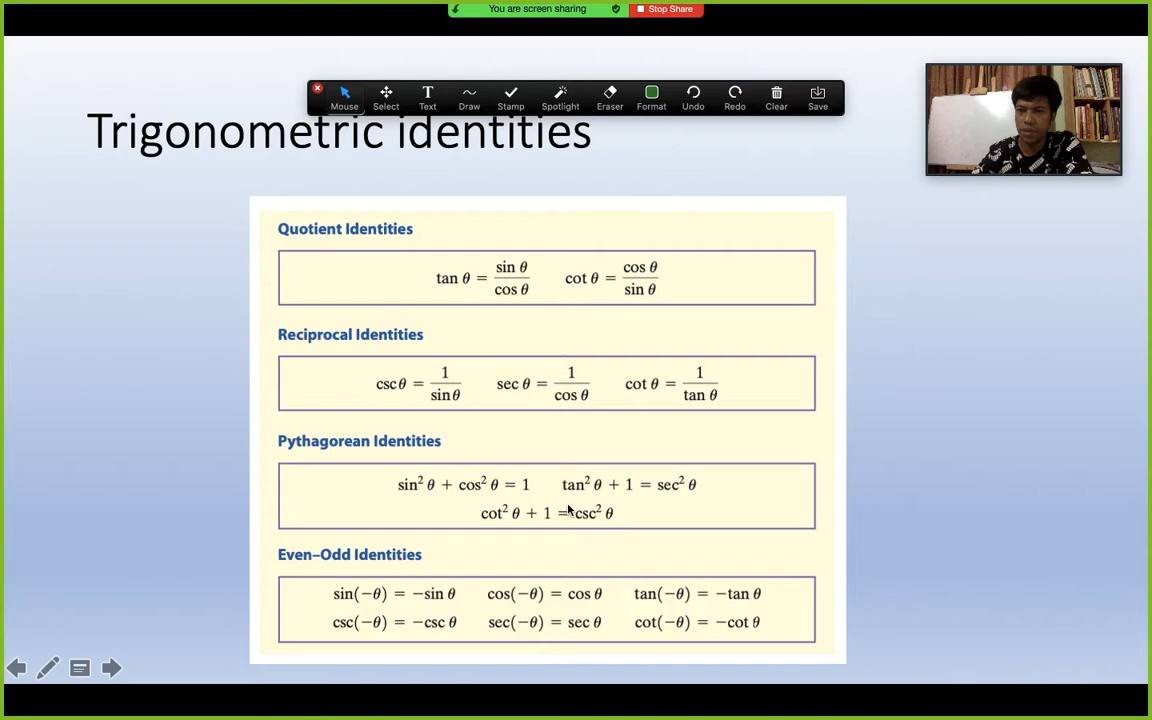 You are screen sharing Stop Share
Mouse Select Text Draw Stamp Spotlight Eraser Format Undo Redo Clear Save
Trigonometric identities
Quotient Identities
tan θ = sin θ / cos θ cot θ = cos θ / sin θ
Reciprocal Identities
csc θ = 1 / sin θ sec θ = 1 / cos θ cot θ = 1 / tan θ
Pythagorean Identities
sin² θ + cos² θ = 1 tan² θ + 1 = sec² θ
cot² θ + 1 = csc² θ
Even–Odd Identities
sin(−θ) = −sin θ cos(−θ) = cos θ tan(−θ) = −tan θ
csc(−θ) = −csc θ sec(−θ) = sec θ cot(−θ) = −cot θ